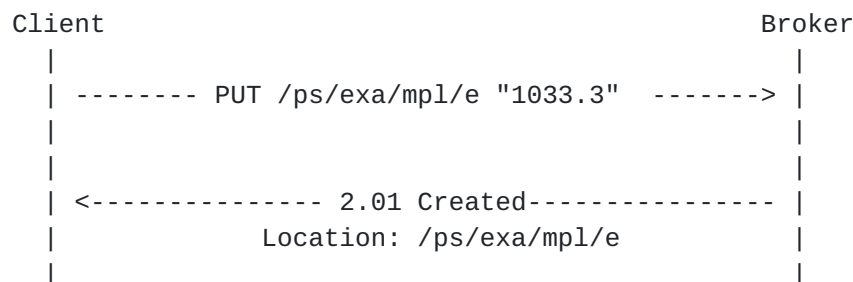 Client Broker
| |
| -------- PUT /ps/exa/mpl/e "1033.3" -------> |
| |
| |
| <--------------- 2.01 Created---------------- |
| Location: /ps/exa/mpl/e |
| |